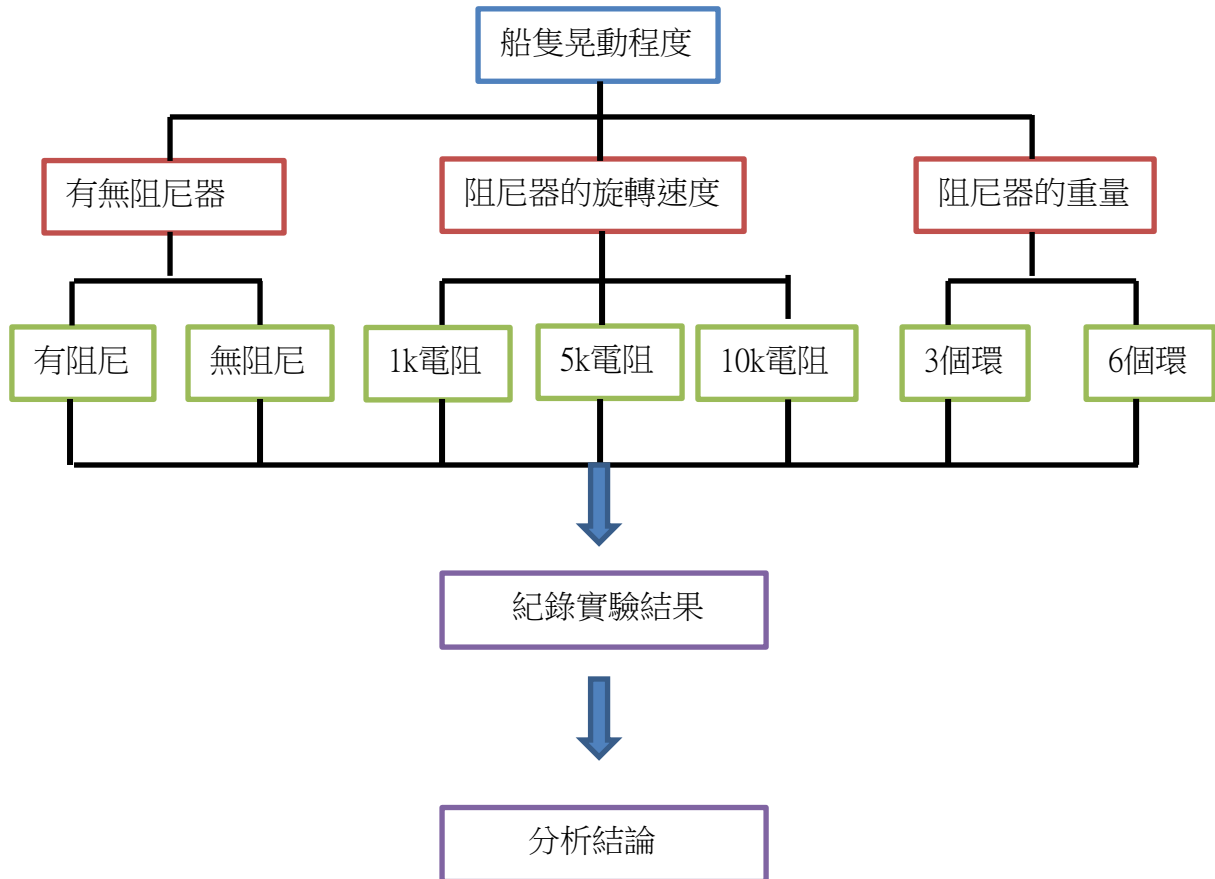 船隻晃動程度
有無阻尼器
阻尼器的旋轉速度
阻尼器的重量
有阻尼
無阻尼
1k電阻
5k電阻
10k電阻
3個環
6個環
紀錄實驗結果
分析結論